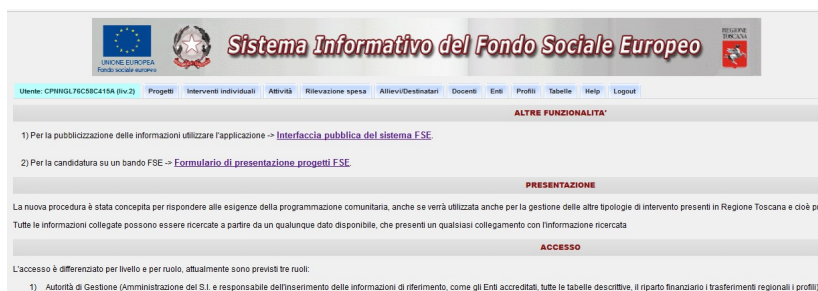 UNIONE EUROPEA
Fondo sociale europeo
Sistema Informativo del Fondo Sociale Europeo
REGIONE
TOSCANA
Utente: CPNNGL76C58C415A (liv.2) Progetti Interventi individuali Attività Rilevazione spesa Allievi/Destinatari Docenti Enti Profili Tabelle Help Logout
ALTRE FUNZIONALITA'
1) Per la pubblicizzazione delle informazioni utilizzare l'applicazione -> Interfaccia pubblica del sistema FSE.
2) Per la candidatura su un bando FSE -> Formulario di presentazione progetti FSE.
PRESENTAZIONE
La nuova procedura è stata concepita per rispondere alle esigenze della programmazione comunitaria, anche se verrà utilizzata anche per la gestione delle altre tipologie di intervento presenti in Regione Toscana e cioè p
Tutte le informazioni collegate possono essere ricercate a partire da un qualunque dato disponibile, che presenti un qualsiasi collegamento con l'informazione ricercata
ACCESSO
L'accesso è differenziato per livello e per ruolo, attualmente sono previsti tre ruoli:
1) Autorità di Gestione (Amministrazione del S.I. e responsabile dell'inserimento delle informazioni di riferimento, come gli Enti accreditati, tutte le tabelle descrittive, il riparto finanziario i trasferimenti regionali i profili)